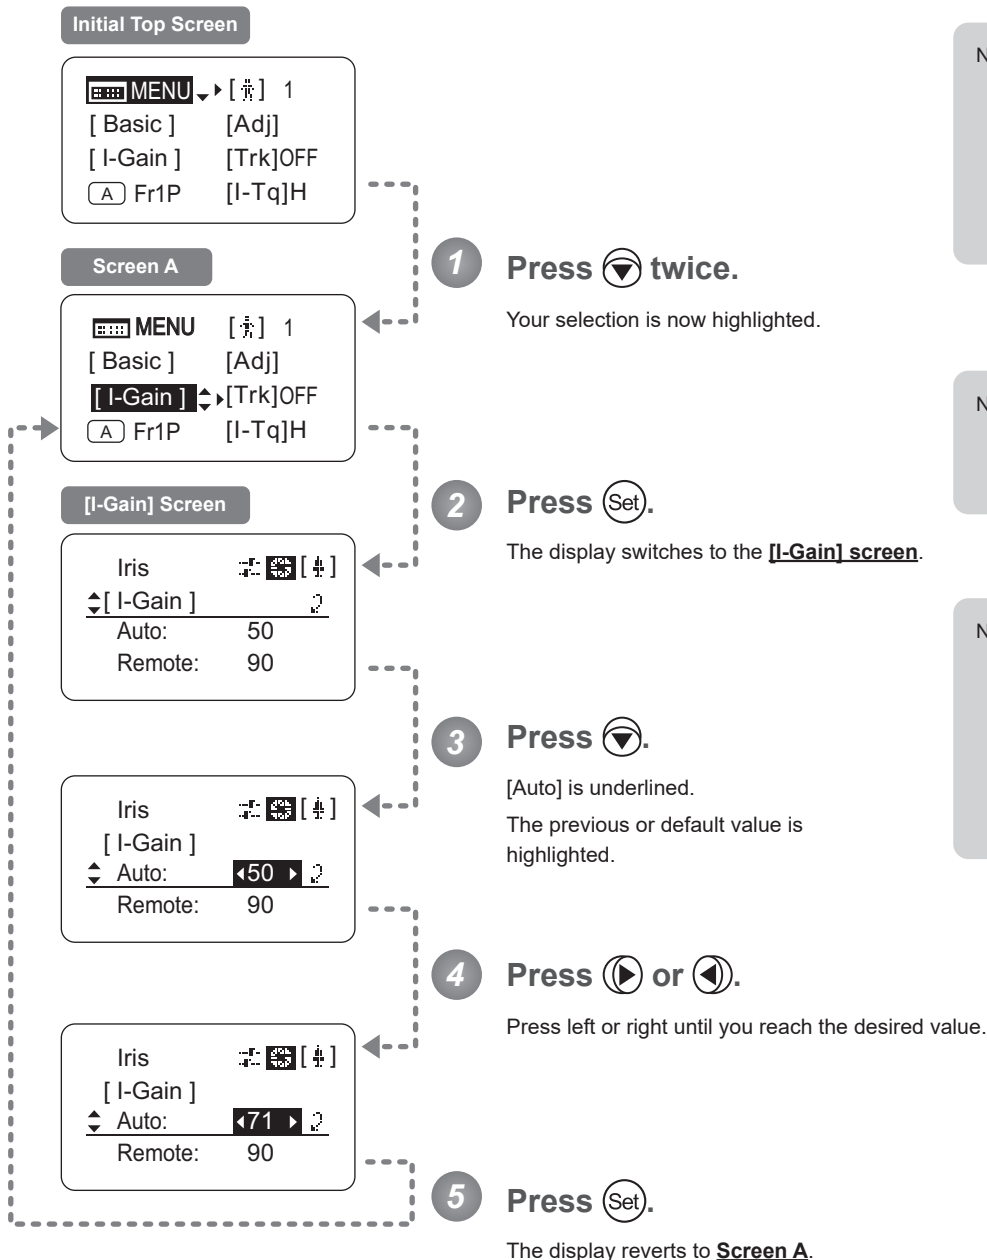 Initial Top Screen
MENU [ ] 1
[ Basic ] [Adj]
[ I-Gain ] [Trk]OFF
A Fr1P [I-Tq]H
1 Press twice.
Your selection is now highlighted.
Screen A
MENU [ ] 1
[ Basic ] [Adj]
[ I-Gain ] [Trk]OFF
A Fr1P [I-Tq]H
2 Press Set.
The display switches to the [I-Gain] screen.
[I-Gain] Screen
Iris [ ]
[ I-Gain ]
Auto: 50
Remote: 90
3 Press .
[Auto] is underlined.
The previous or default value is
highlighted.
Iris [ ]
[ I-Gain ]
Auto: 50
Remote: 90
4 Press or .
Press left or right until you reach the desired value.
Iris [ ]
[ I-Gain ]
Auto: 71
Remote: 90
5 Press Set.
The display reverts to Screen A.